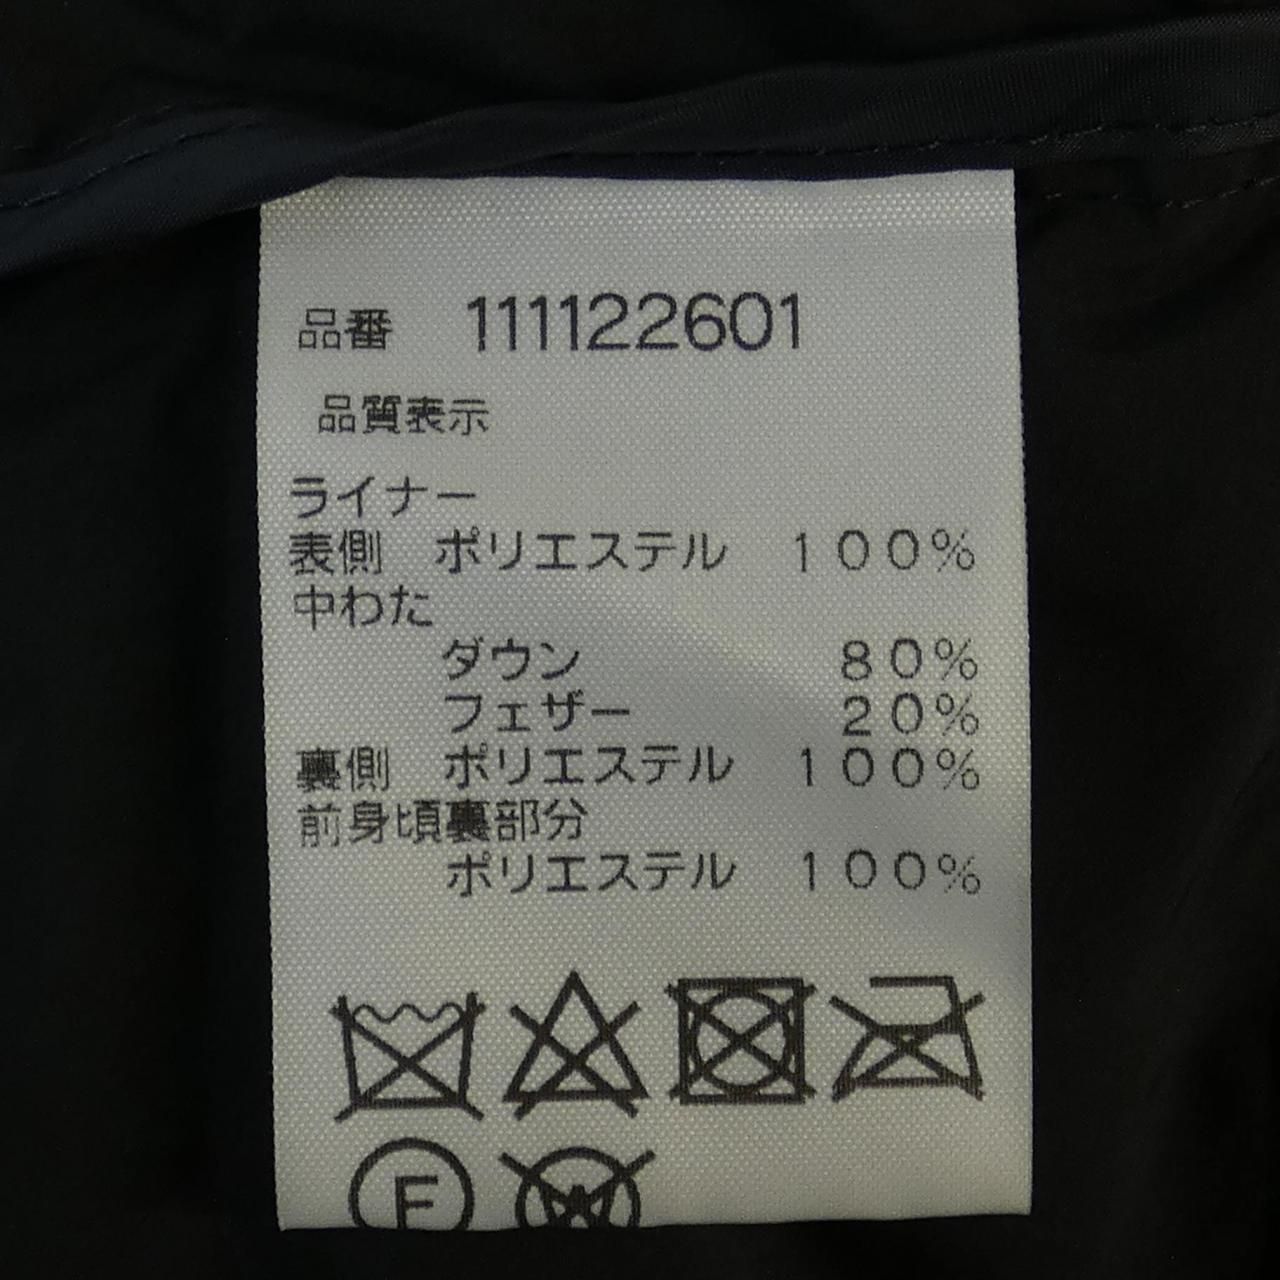 品番 111122601
品質表示
ライナー
表側 ポリエステル 100%
中わた
ダウン 80%
フェザー 20%
裏側 ポリエステル 100%
前身頃裏部分
ポリエステル 100%
F
W